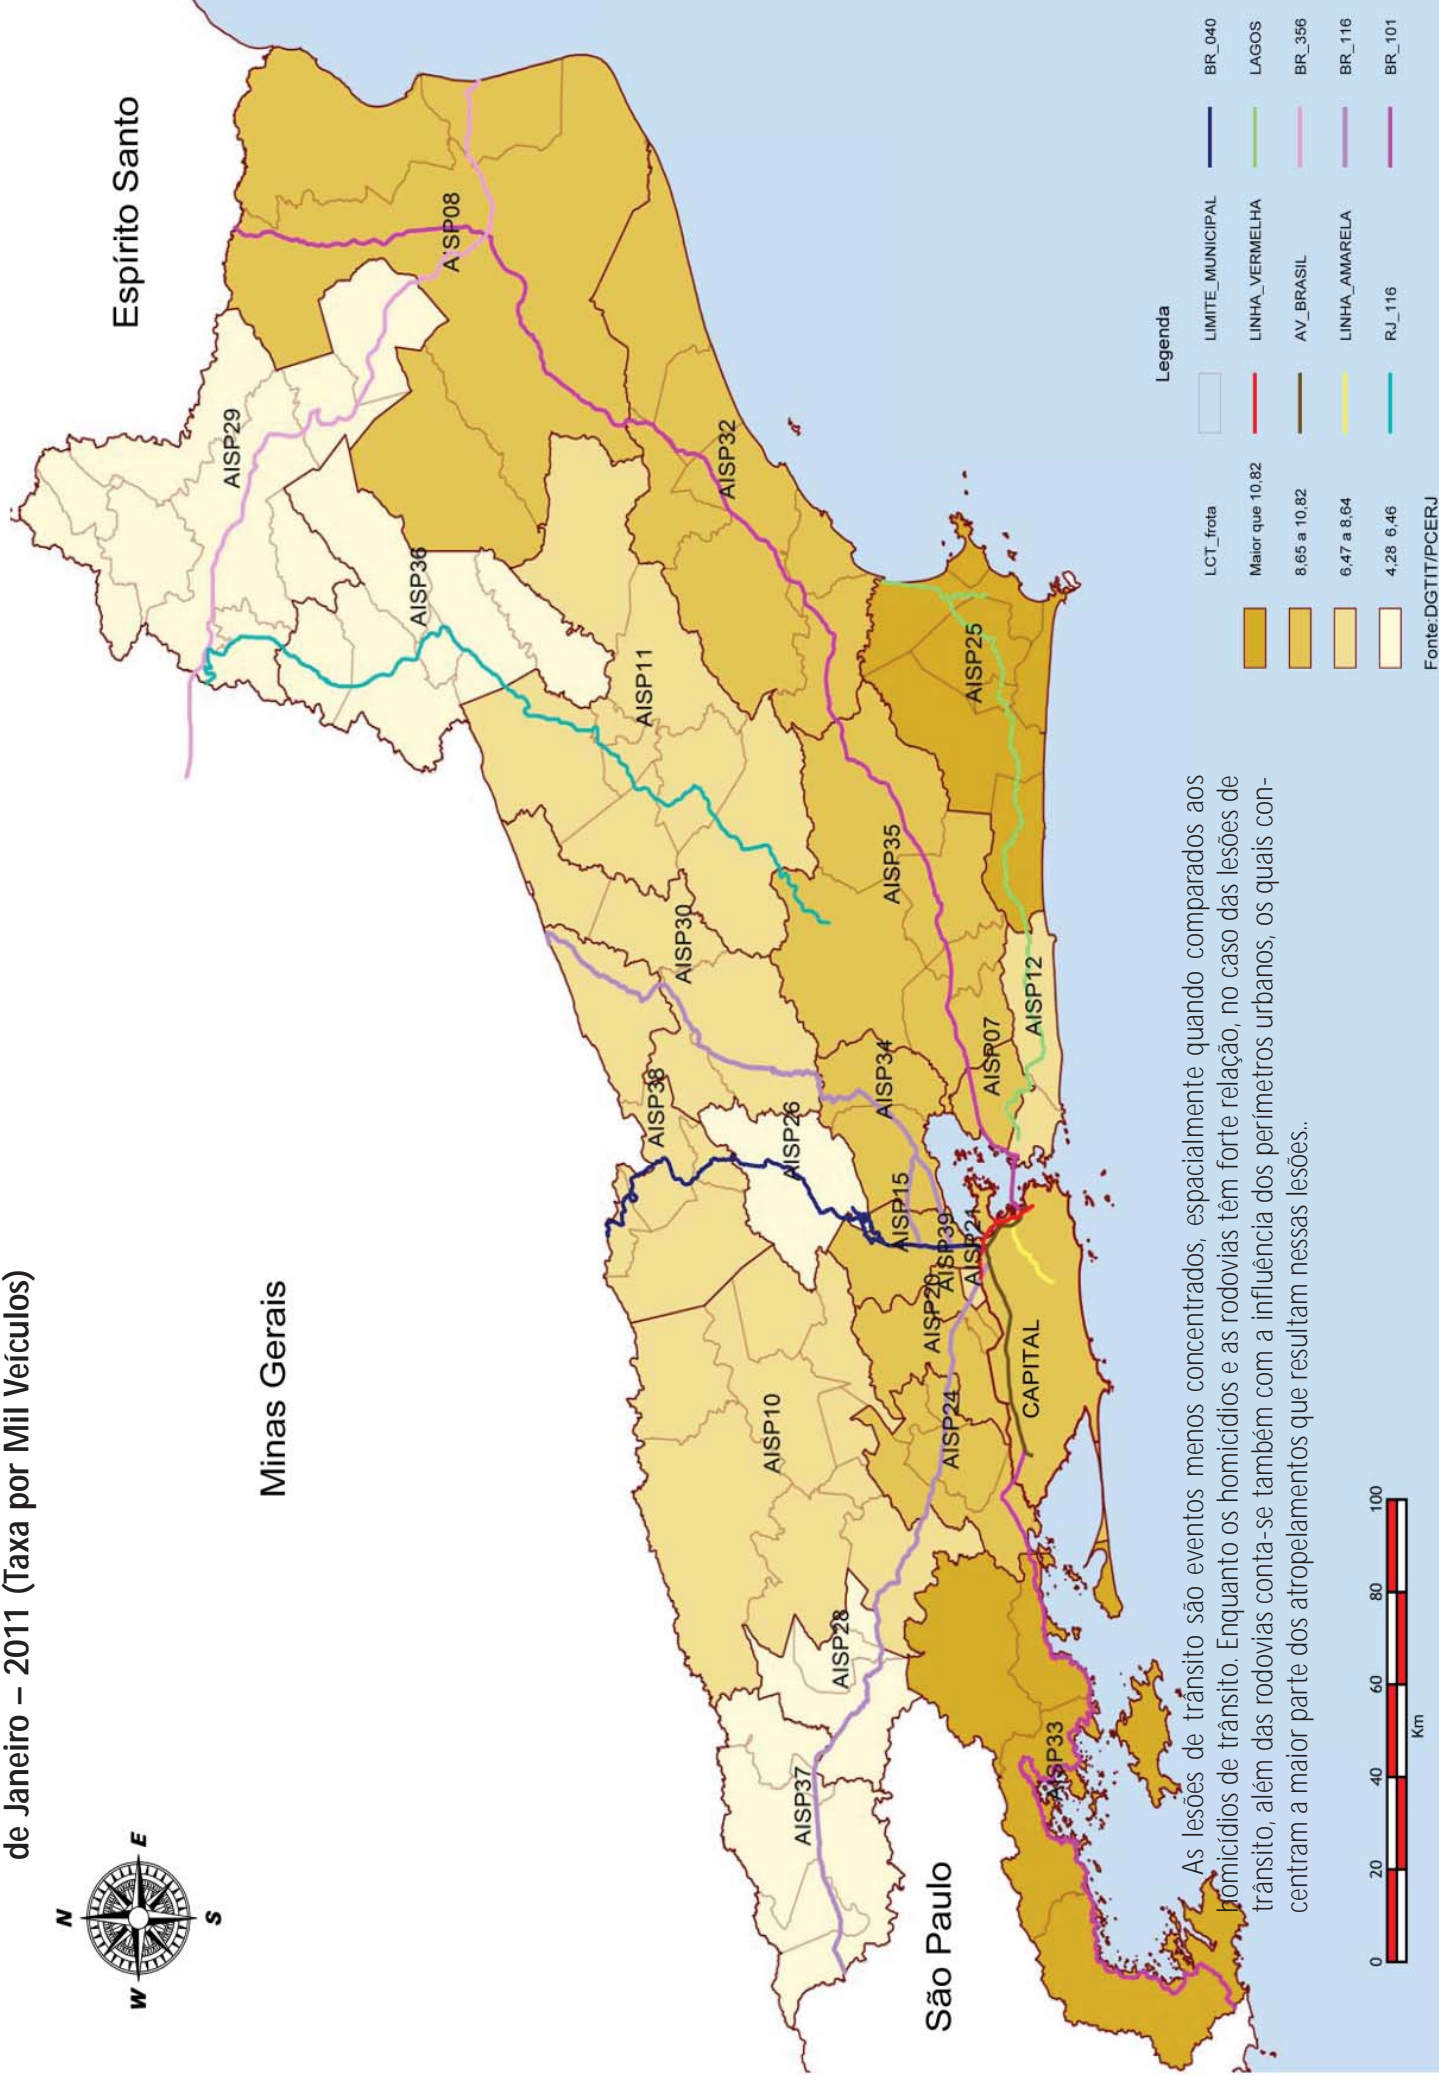 de Janeiro – 2011 (Taxa por Mil Veículos)
N
W
E
S
Minas Gerais
Espírito Santo
São Paulo
AISP29
AISP08
AISP36
AISP32
AISP11
AISP25
AISP30
AISP35
AISP38
AISP12
AISP07
AISP34
AISP26
AISP15
AISP39
AISP21
AISP20
AISP10
AISP24
CAPITAL
AISP28
AISP37
AISP33
Legenda
LCT_frota
Maior que 10,82
8,65 a 10,82
6,47 a 8,64
4,28 6,46
LIMITE_MUNICIPAL
LINHA_VERMELHA
AV_BRASIL
LINHA_AMARELA
RJ_116
BR_040
LAGOS
BR_356
BR_116
BR_101
Fonte:DGTIT/PCERJ
As lesões de trânsito são eventos menos concentrados, espacialmente quando comparados aos
homicídios de trânsito. Enquanto os homicídios e as rodovias têm forte relação, no caso das lesões de
trânsito, além das rodovias conta-se também com a influência dos perímetros urbanos, os quais con-
centram a maior parte dos atropelamentos que resultam nessas lesões..
0 20 40 60 80 100
Km